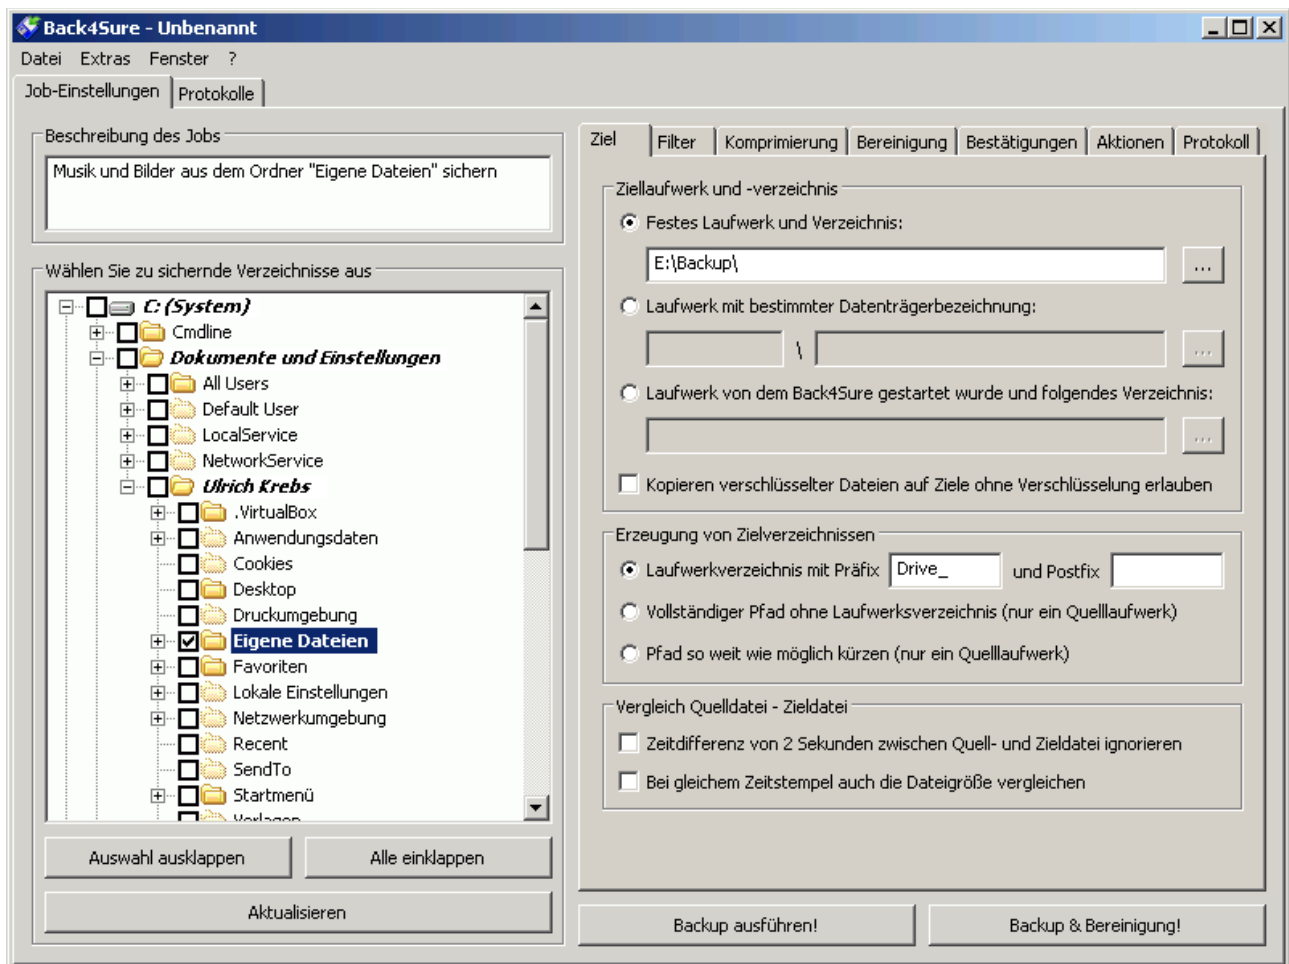 Back4Sure - Unbenannt
Datei Extras Fenster ?
Job-Einstellungen Protokolle
Beschreibung des Jobs
Musik und Bilder aus dem Ordner "Eigene Dateien" sichern
Wählen Sie zu sichernde Verzeichnisse aus
C: (System)
Cmdline
Dokumente und Einstellungen
All Users
Default User
LocalService
NetworkService
Ulrich Krebs
.VirtualBox
Anwendungsdaten
Cookies
Desktop
Druckumgebung
Eigene Dateien
Favoriten
Lokale Einstellungen
Netzwerkumgebung
Recent
SendTo
Startmenü
Vorlagen
Auswahl ausklappen Alle einklappen
Aktualisieren
Ziel Filter Komprimierung Bereinigung Bestätigungen Aktionen Protokoll
Ziellaufwerk und -verzeichnis
Festes Laufwerk und Verzeichnis:
E:\Backup\ ...
Laufwerk mit bestimmter Datenträgerbezeichnung:
\ ...
Laufwerk von dem Back4Sure gestartet wurde und folgendes Verzeichnis:
...
Kopieren verschlüsselter Dateien auf Ziele ohne Verschlüsselung erlauben
Erzeugung von Zielverzeichnissen
Laufwerkverzeichnis mit Präfix Drive_ und Postfix
Vollständiger Pfad ohne Laufwerksverzeichnis (nur ein Quelllaufwerk)
Pfad so weit wie möglich kürzen (nur ein Quelllaufwerk)
Vergleich Quelldatei - Zieldatei
Zeitdifferenz von 2 Sekunden zwischen Quell- und Zieldatei ignorieren
Bei gleichem Zeitstempel auch die Dateigröße vergleichen
Backup ausführen! Backup & Bereinigung!